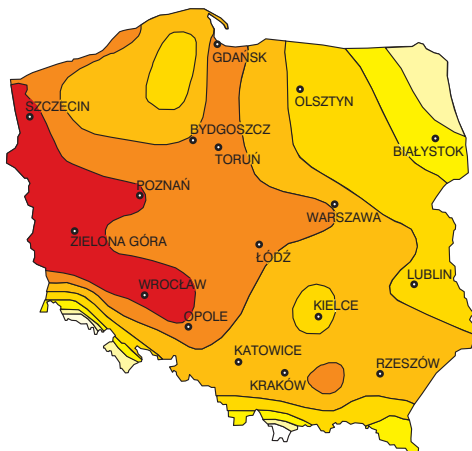 GDAŃSK
OLSZTYN
SZCZECIN
BYDGOSZCZ
TORUŃ
BIAŁYSTOK
POZNAŃ
WARSZAWA
ZIELONA GÓRA
ŁÓDŹ
LUBLIN
WROCŁAW
KIELCE
OPOLE
KATOWICE
RZESZÓW
KRAKÓW